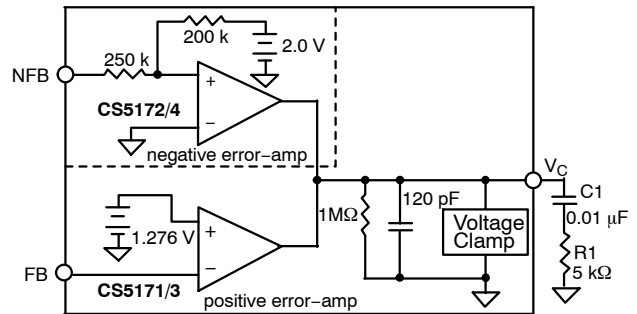 200 k
250 k
2.0 V
NFB
+
CS5172/4
−
negative error−amp
VC
C1
120 pF
0.01 µF
1MΩ
Voltage
Clamp
+
1.276 V
R1
−
FB
5 kΩ
CS5171/3
positive error−amp